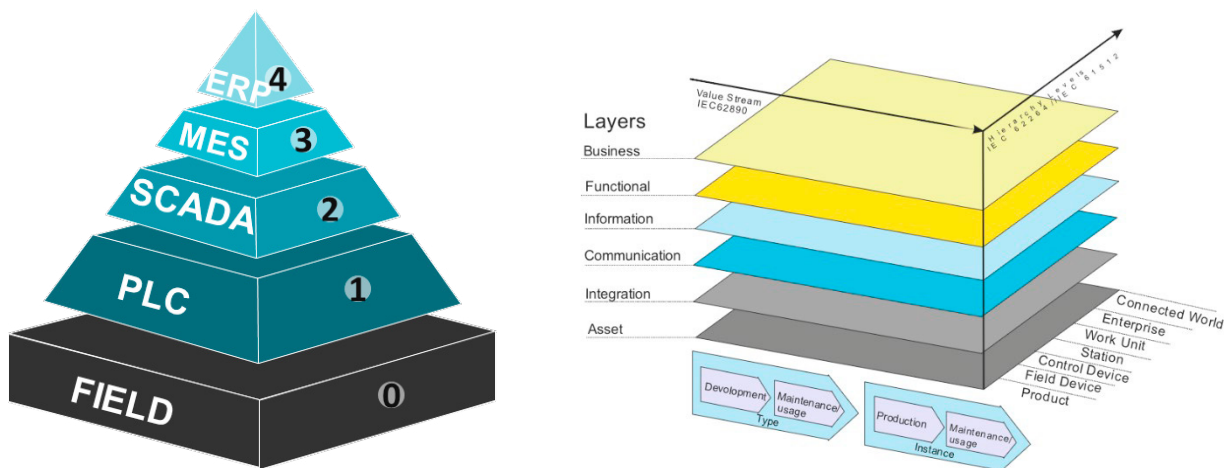 ERP 4
MES 3
SCADA 2
PLC 1
FIELD 0
Value Stream
IEC62890
Hierarchy Levels
IEC 62264 /IEC 61512
Layers
Business
Functional
Information
Communication
Integration
Asset
Connected World
Enterprise
Work Unit
Station
Control Device
Field Device
Product
Devolopment
Maintenance/
usage
Type
Production
Maintenance/
usage
Instance